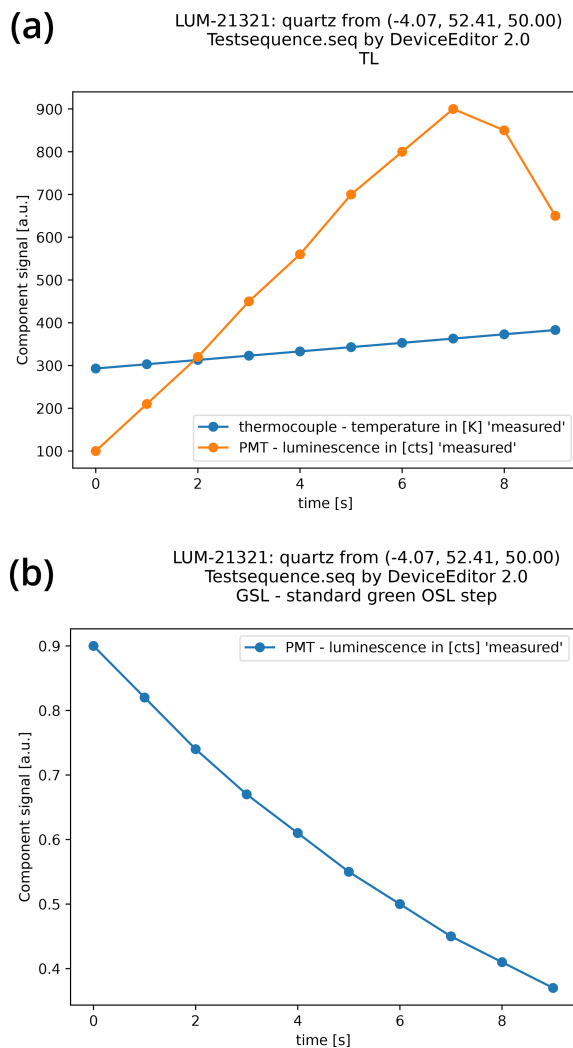 (a)
LUM-21321: quartz from (-4.07, 52.41, 50.00)
Testsequence.seq by DeviceEditor 2.0
TL
Component signal [a.u.]
900
800
700
600
500
400
300
200
100
thermocouple - temperature in [K] 'measured'
PMT - luminescence in [cts] 'measured'
0 2 4 6 8
time [s]
(b)
LUM-21321: quartz from (-4.07, 52.41, 50.00)
Testsequence.seq by DeviceEditor 2.0
GSL - standard green OSL step
Component signal [a.u.]
PMT - luminescence in [cts] 'measured'
0.9
0.8
0.7
0.6
0.5
0.4
0 2 4 6 8
time [s]